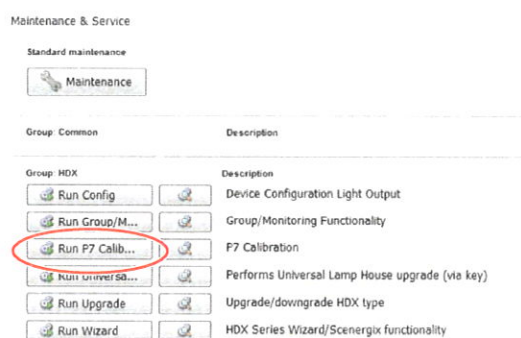 Maintenance & Service
Standard maintenance
Maintenance
Group: Common Description
Group: HDX Description
Run Config Device Configuration Light Output
Run Group/M... Group/Monitoring Functionality
Run P7 Calib... P7 Calibration
Run Universa... Performs Universal Lamp House upgrade (via key)
Run Upgrade Upgrade/downgrade HDX type
Run Wizard HDX Series Wizard/Scenergix functionality